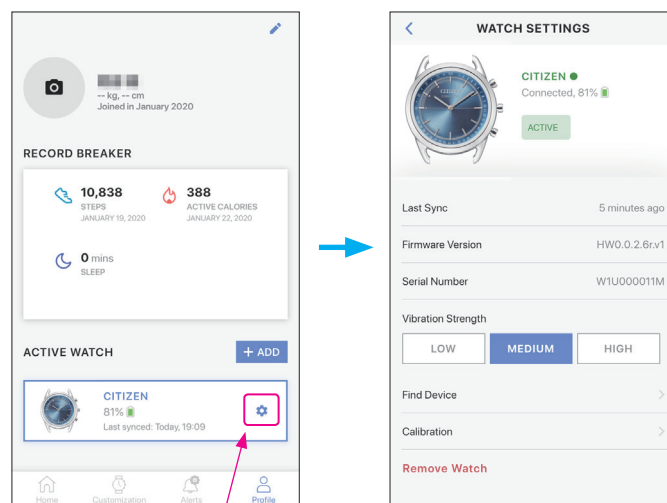 -- kg, -- cm
Joined in January 2020
RECORD BREAKER
10,838
STEPS
JANUARY 19, 2020
388
ACTIVE CALORIES
JANUARY 22, 2020
0 mins
SLEEP
ACTIVE WATCH
+ ADD
CITIZEN
81%
Last synced: Today, 19:09
Home
Customization
Alerts
Profile
WATCH SETTINGS
CITIZEN
Connected, 81%
ACTIVE
Last Sync
5 minutes ago
Firmware Version
HW0.0.2.6r.v1
Serial Number
W1U000011M
Vibration Strength
LOW
MEDIUM
HIGH
Find Device
Calibration
Remove Watch